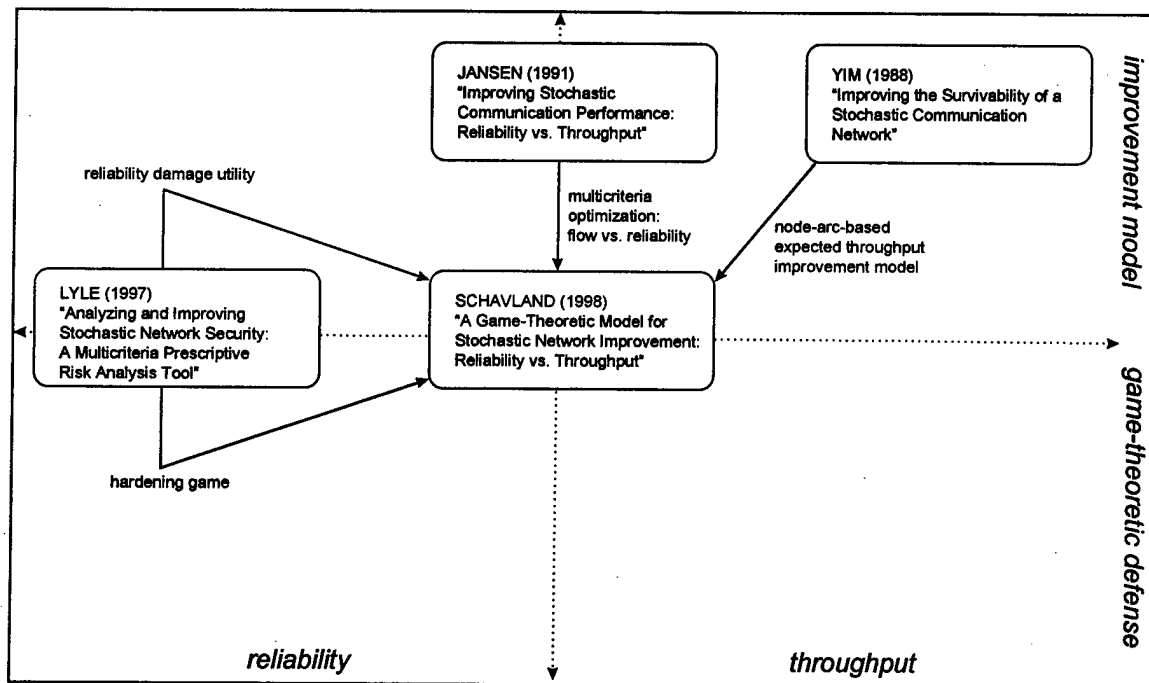 JANSEN (1991)
"Improving Stochastic
Communication Performance:
Reliability vs. Throughput"
YIM (1988)
"Improving the Survivability of a
Stochastic Communication
Network"
improvement model
reliability damage utility
multicriteria
optimization:
flow vs. reliability
node-arc-based
expected throughput
improvement model
LYLE (1997)
"Analyzing and Improving
Stochastic Network Security:
A Multicriteria Prescriptive
Risk Analysis Tool"
SCHAVLAND (1998)
"A Game-Theoretic Model for
Stochastic Network Improvement:
Reliability vs. Throughput"
game-theoretic defense
hardening game
reliability
throughput